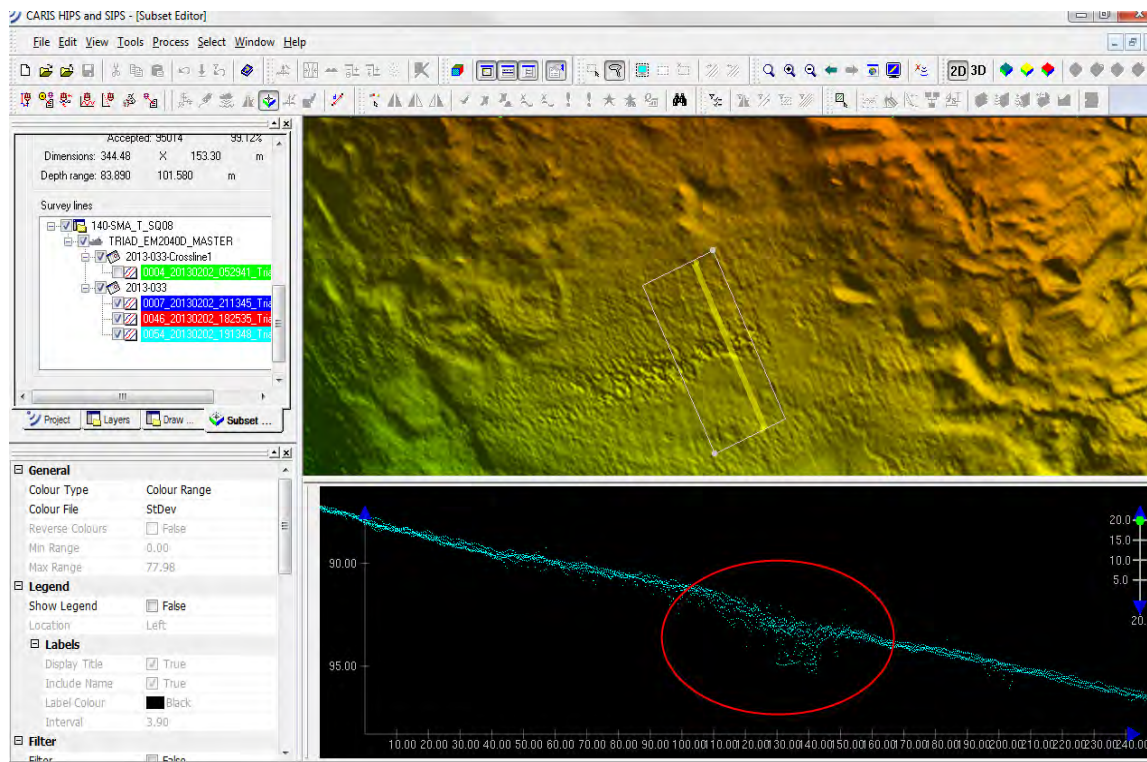 CARIS HIPS and SIPS - [Subset Editor]
File Edit View Tools Process Select Window Help
2D 3D
Accepted: 95014 99.12%
Dimensions: 344.48 X 153.30 m
Depth range: 83.890 101.580 m
Survey lines
140-SMA_T_SQ08
TRIAD_EM2040D_MASTER
2013-033-Crossline1
0004_20130202_052941_Tria
2013-033
0007_20130202_211345_Tria
0046_20130202_182535_Tria
0054_20130202_191348_Tria
Project Layers Draw ... Subset ...
General
Colour Type Colour Range
Colour File StDev
Reverse Colours False
Min Range 0.00
Max Range 77.98
Legend
Show Legend False
Location Left
Labels
Display Title True
Include Name True
Label Colour Black
Interval 3.90
Filter
Filter False
20.0
15.0
10.0
5.0
20.
90.00
95.00
10.00 20.00 30.00 40.00 50.00 60.00 70.00 80.00 90.00 100.00 110.00 120.00 130.00 140.00 150.00 160.00 170.00 180.00 190.00 200.00 210.00 220.00 230.00 240.00